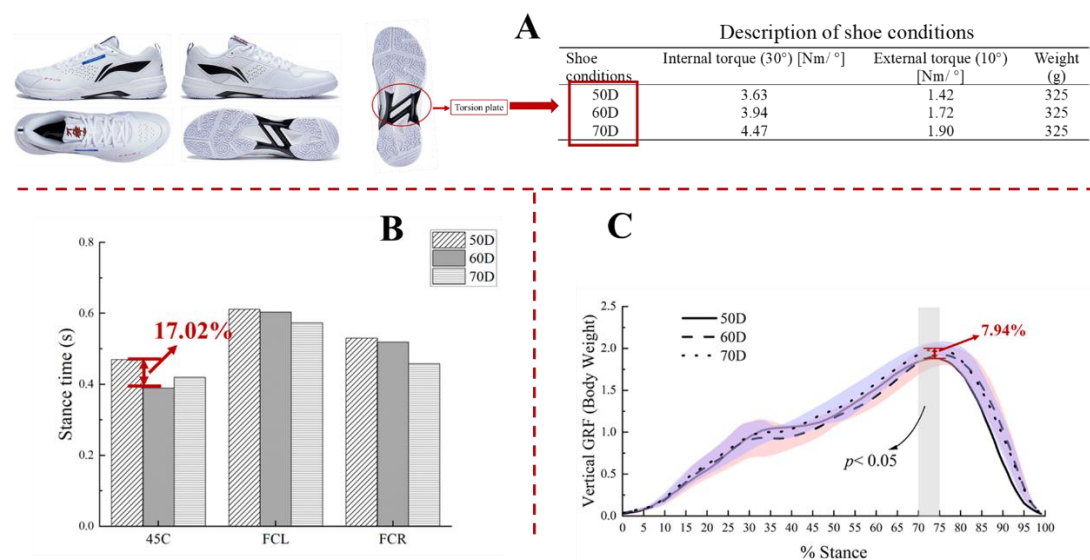 A
Description of shoe conditions
Shoe conditions Internal torque (30°) [Nm/ °] External torque (10°) [Nm/ °] Weight (g)
50D 3.63 1.42 325
60D 3.94 1.72 325
70D 4.47 1.90 325
Torsion plate
B
50D
60D
70D
17.02%
Stance time (s)
0.8
0.6
0.4
0.2
0.0
45C FCL FCR
C
50D
60D
70D
7.94%
p< 0.05
Vertical GRF (Body Weight)
2.5
2.0
1.5
1.0
0.5
0.0
0 5 10 15 20 25 30 35 40 45 50 55 60 65 70 75 80 85 90 95 100
% Stance